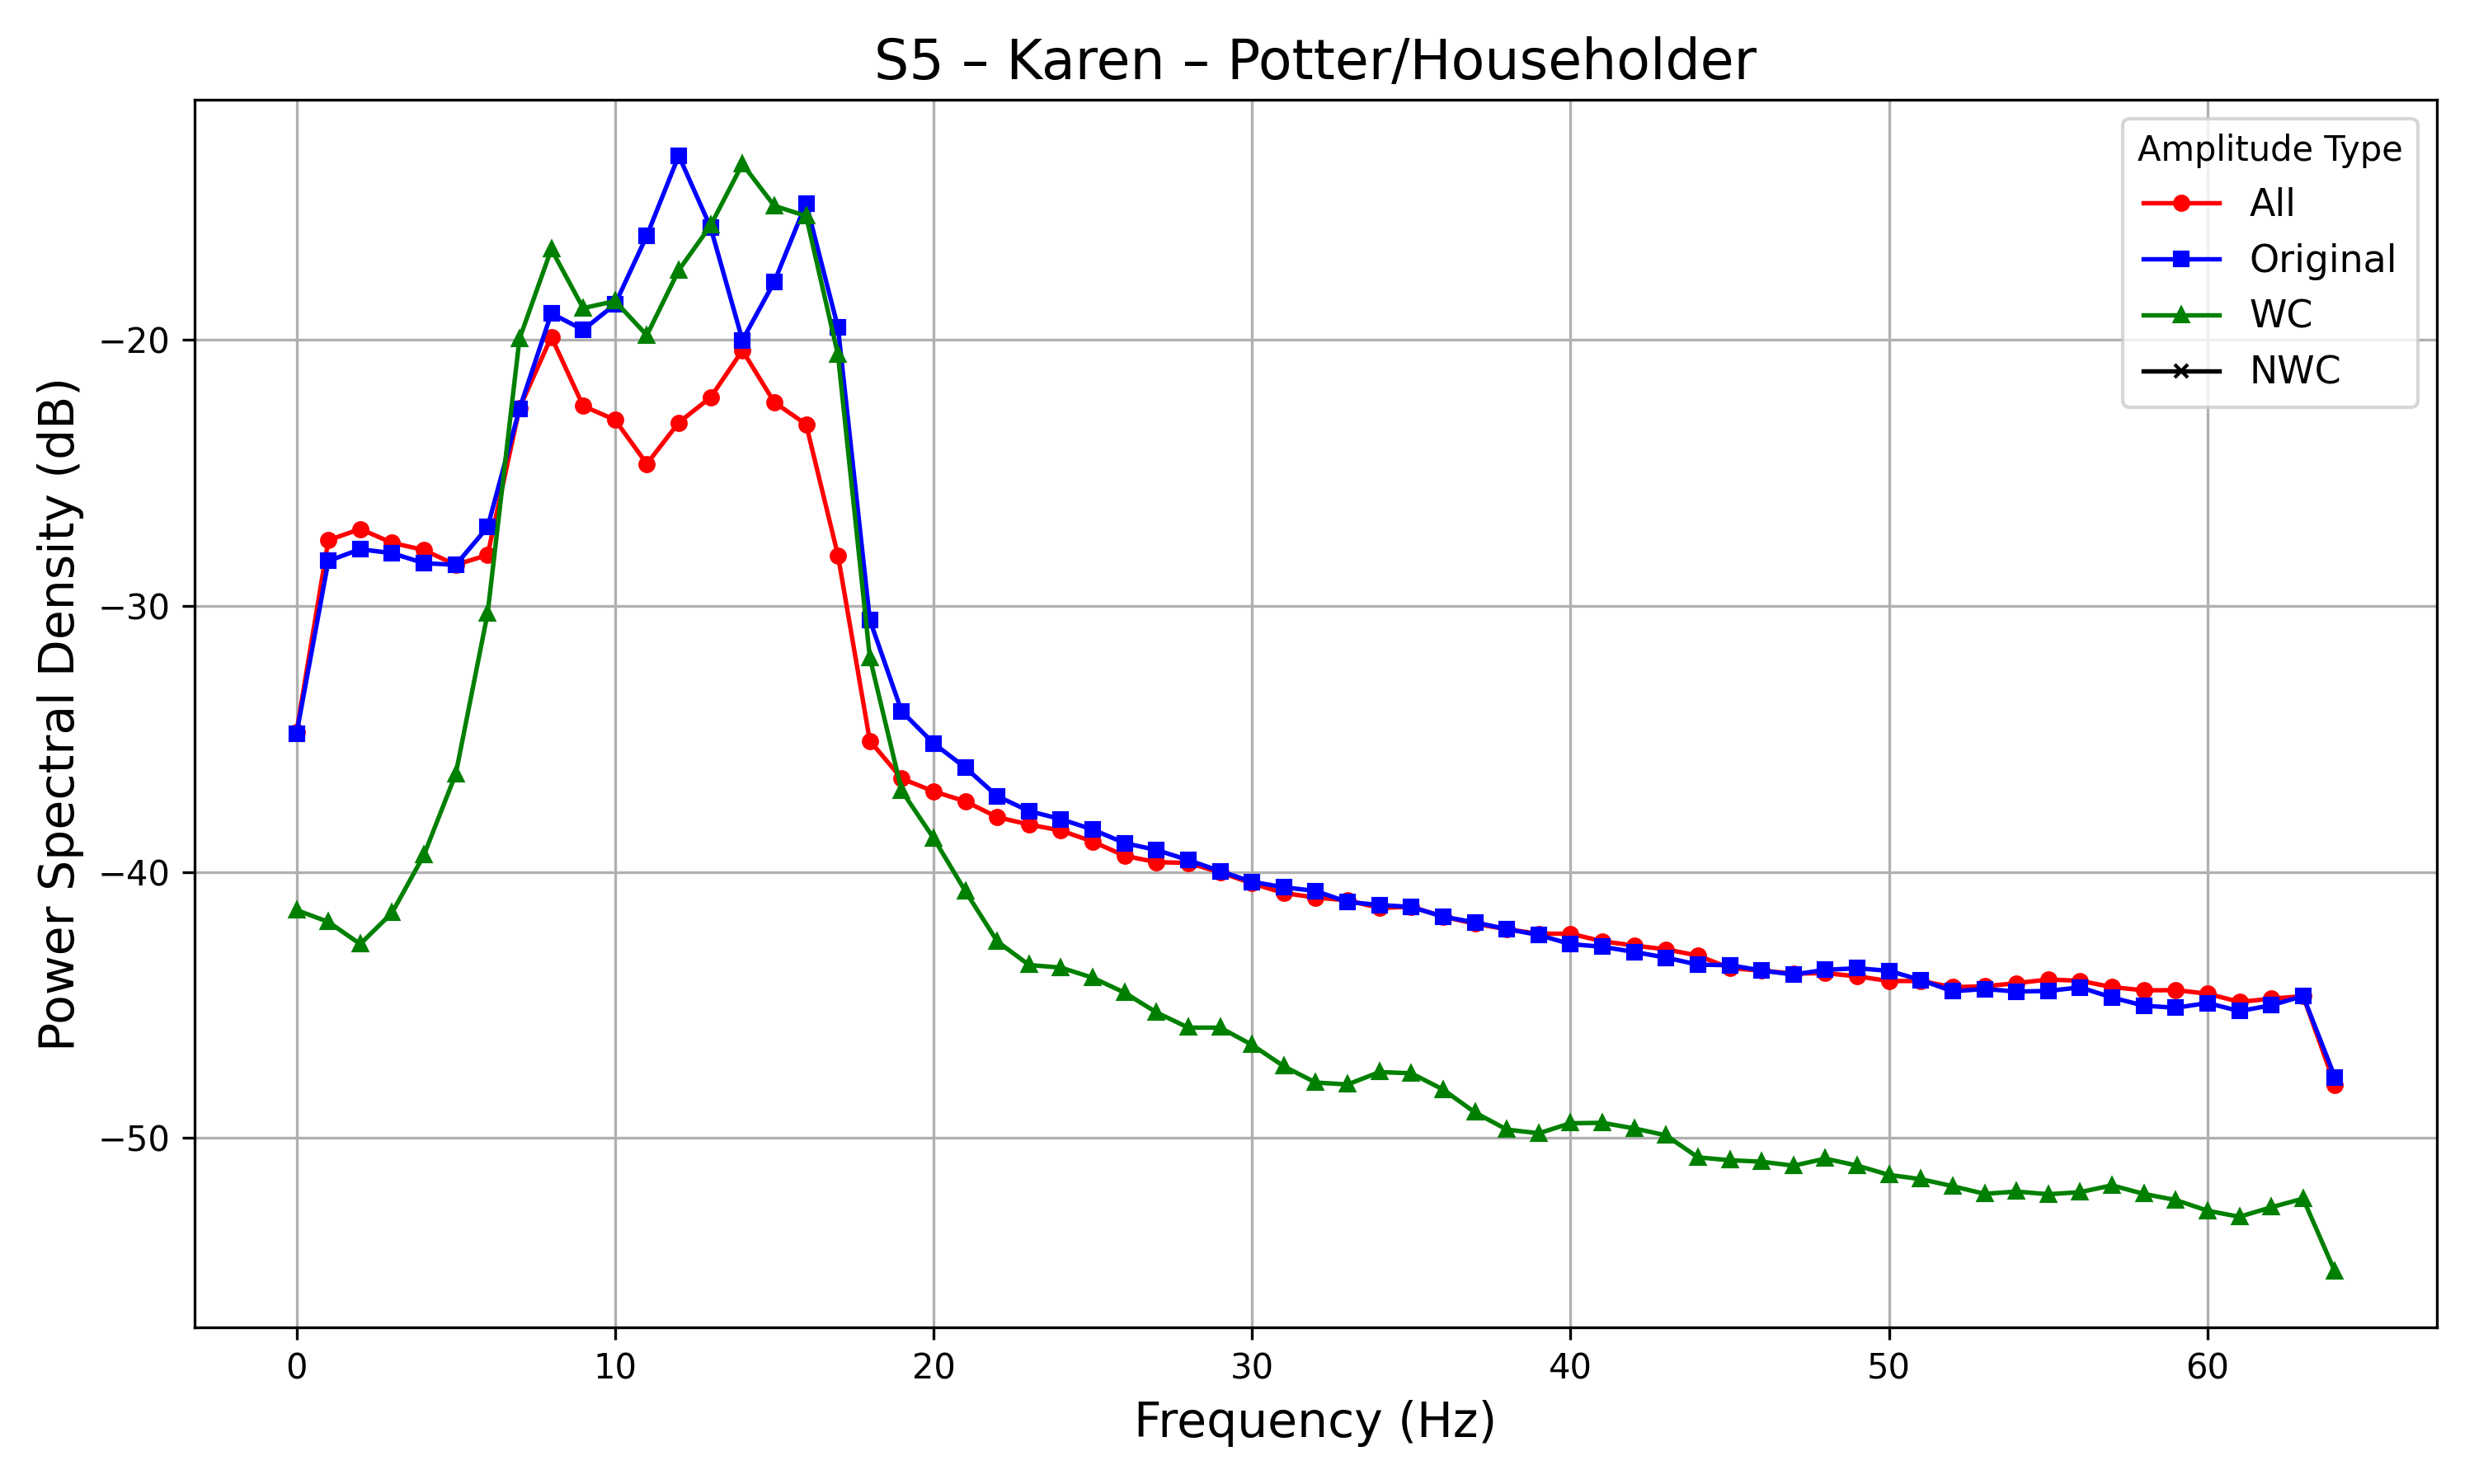 S5 – Karen – Potter/Householder
Amplitude Type
All
Original
WC
NWC
Power Spectral Density (dB)
−20
−30
−40
−50
0 10 20 30 40 50 60
Frequency (Hz)